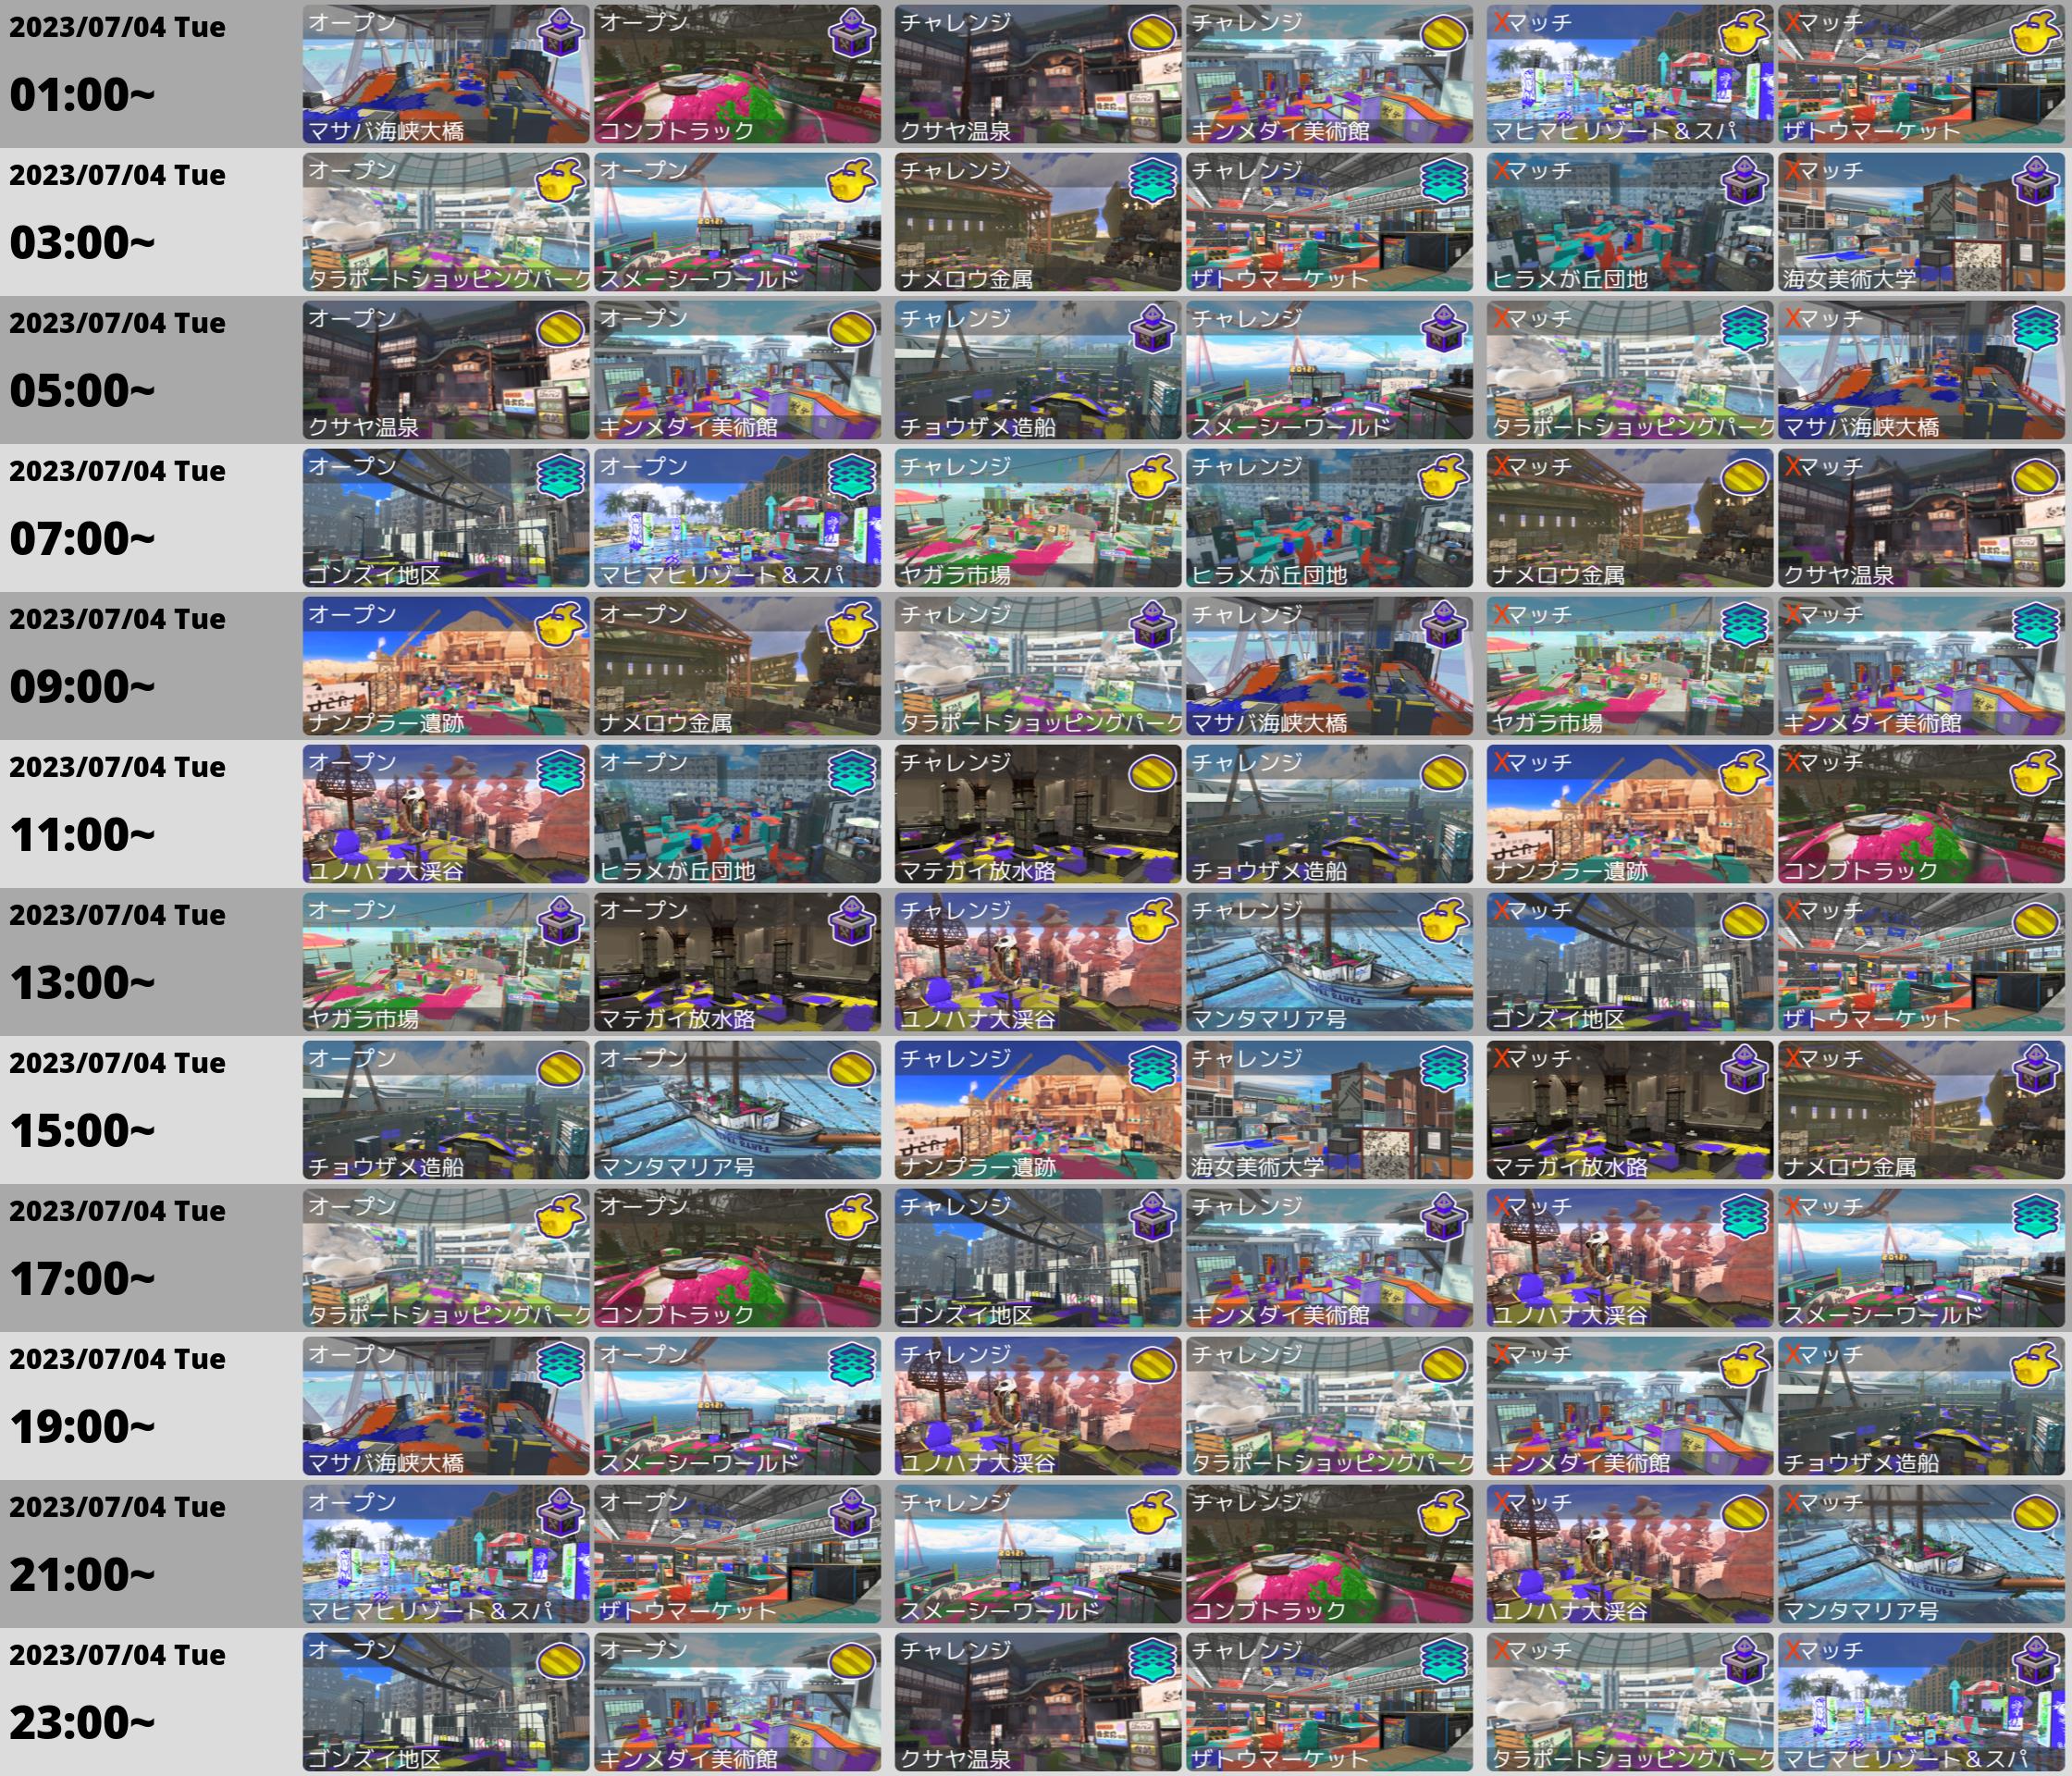 2023/07/04 Tue
01:00~
オープン
マサバ海峡大橋
オープン
コンブトラック
チャレンジ
クサヤ温泉
チャレンジ
キンメダイ美術館
Xマッチ
マヒマヒリゾート＆スパ
Xマッチ
ザトウマーケット
2023/07/04 Tue
03:00~
オープン
タラポートショッピングパーク
オープン
スメーシーワールド
チャレンジ
ナメロウ金属
チャレンジ
ザトウマーケット
Xマッチ
ヒラメが丘団地
Xマッチ
海女美術大学
2023/07/04 Tue
05:00~
オープン
クサヤ温泉
オープン
キンメダイ美術館
チャレンジ
チョウザメ造船
チャレンジ
スメーシーワールド
Xマッチ
タラポートショッピングパーク
Xマッチ
マサバ海峡大橋
2023/07/04 Tue
07:00~
オープン
ゴンズイ地区
オープン
マヒマヒリゾート＆スパ
チャレンジ
ヤガラ市場
チャレンジ
ヒラメが丘団地
Xマッチ
ナメロウ金属
Xマッチ
クサヤ温泉
2023/07/04 Tue
09:00~
オープン
ナンプラー遺跡
オープン
ナメロウ金属
チャレンジ
タラポートショッピングパーク
チャレンジ
マサバ海峡大橋
Xマッチ
ヤガラ市場
Xマッチ
キンメダイ美術館
2023/07/04 Tue
11:00~
オープン
ユノハナ大渓谷
オープン
ヒラメが丘団地
チャレンジ
マテガイ放水路
チャレンジ
チョウザメ造船
Xマッチ
ナンプラー遺跡
Xマッチ
コンブトラック
2023/07/04 Tue
13:00~
オープン
ヤガラ市場
オープン
マテガイ放水路
チャレンジ
ユノハナ大渓谷
チャレンジ
マンタマリア号
Xマッチ
ゴンズイ地区
Xマッチ
ザトウマーケット
2023/07/04 Tue
15:00~
オープン
チョウザメ造船
オープン
マンタマリア号
チャレンジ
ナンプラー遺跡
チャレンジ
海女美術大学
Xマッチ
マテガイ放水路
Xマッチ
ナメロウ金属
2023/07/04 Tue
17:00~
オープン
タラポートショッピングパーク
オープン
コンブトラック
チャレンジ
ゴンズイ地区
チャレンジ
キンメダイ美術館
Xマッチ
ユノハナ大渓谷
Xマッチ
スメーシーワールド
2023/07/04 Tue
19:00~
オープン
マサバ海峡大橋
オープン
スメーシーワールド
チャレンジ
ユノハナ大渓谷
チャレンジ
タラポートショッピングパーク
Xマッチ
キンメダイ美術館
Xマッチ
チョウザメ造船
2023/07/04 Tue
21:00~
オープン
マヒマヒリゾート＆スパ
オープン
ザトウマーケット
チャレンジ
スメーシーワールド
チャレンジ
コンブトラック
Xマッチ
ユノハナ大渓谷
Xマッチ
マンタマリア号
2023/07/04 Tue
23:00~
オープン
ゴンズイ地区
オープン
キンメダイ美術館
チャレンジ
クサヤ温泉
チャレンジ
ザトウマーケット
Xマッチ
タラポートショッピングパーク
Xマッチ
マヒマヒリゾート＆スパ